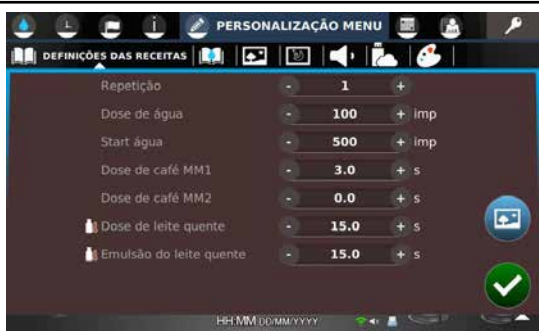 PERSONALIZAÇÃO MENU
DEFINIÇÕES DAS RECEITAS
Repetição - 1 +
Dose de água - 100 + imp
Start água - 500 + imp
Dose de café MM1 - 3.0 + s
Dose de café MM2 - 0.0 + s
Dose de leite quente - 15.0 + s
Emulsão do leite quente - 15.0 + s
HH:MM DD/MM/YYYY